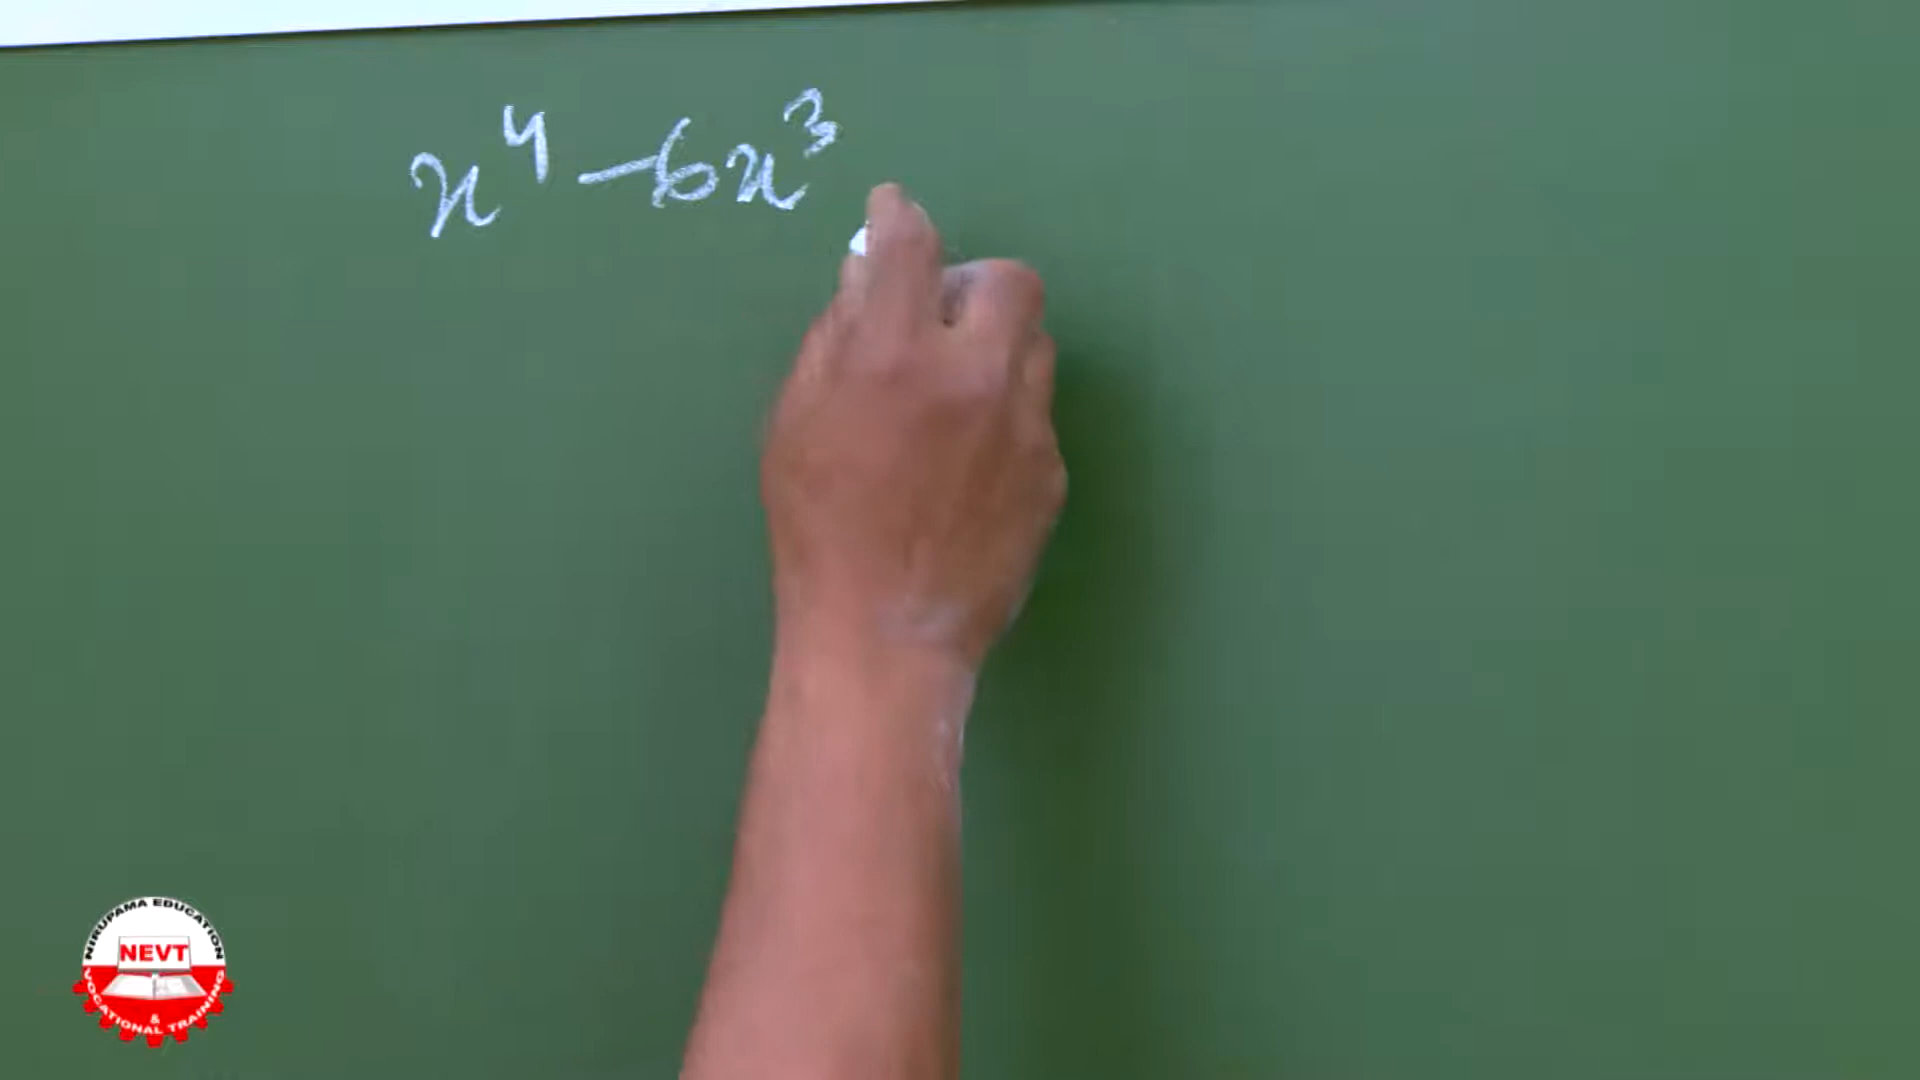 x⁴ – 6x³
NIRUPAMA EDUCATION
NEVT
&
VOCATIONAL TRAINING